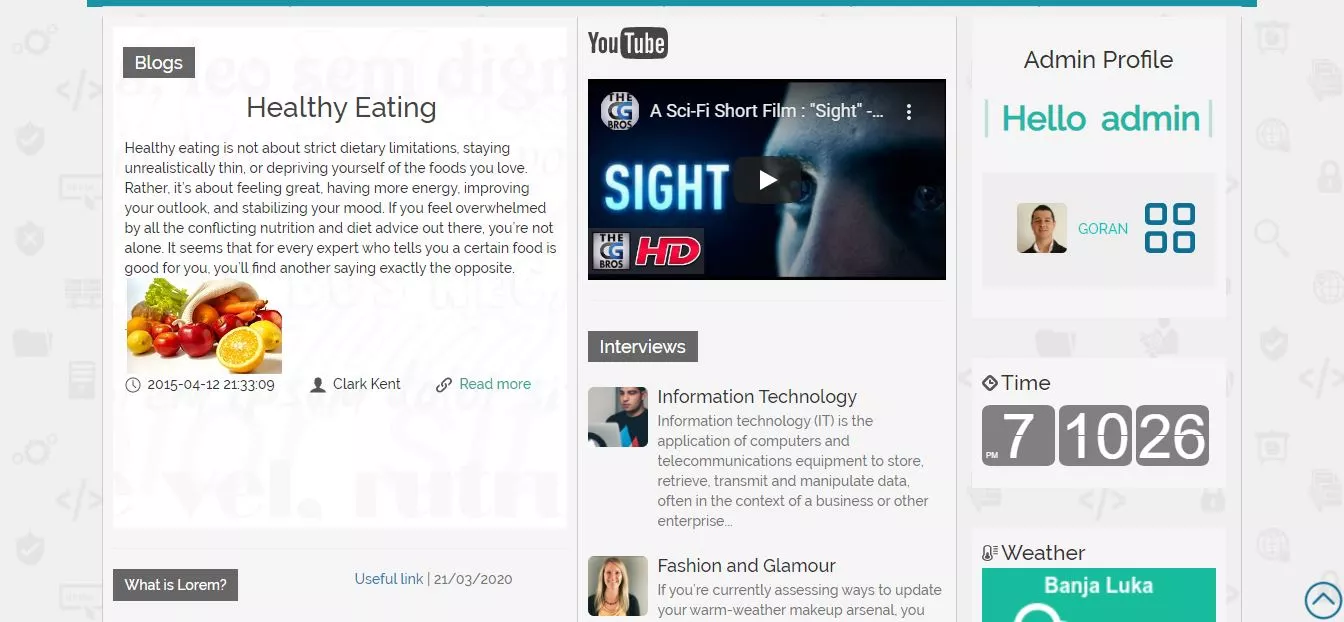 Blogs
Healthy Eating
Healthy eating is not about strict dietary limitations, staying
unrealistically thin, or depriving yourself of the foods you love.
Rather, it's about feeling great, having more energy, improving
your outlook, and stabilizing your mood. If you feel overwhelmed
by all the conflicting nutrition and diet advice out there, you're not
alone. It seems that for every expert who tells you a certain food is
good for you, you'll find another saying exactly the opposite.
2015-04-12 21:33:09 Clark Kent Read more
What is Lorem?
Useful link | 21/03/2020
YouTube
THE CG BROS
A Sci-Fi Short Film : "Sight" -...
SIGHT
THE CG BROS HD
Interviews
Information Technology
Information technology (IT) is the
application of computers and
telecommunications equipment to store,
retrieve, transmit and manipulate data,
often in the context of a business or other
enterprise...
Fashion and Glamour
If you're currently assessing ways to update
your warm-weather makeup arsenal, you
Admin Profile
Hello admin
GORAN
Time
PM 7 10 26
Weather
Banja Luka